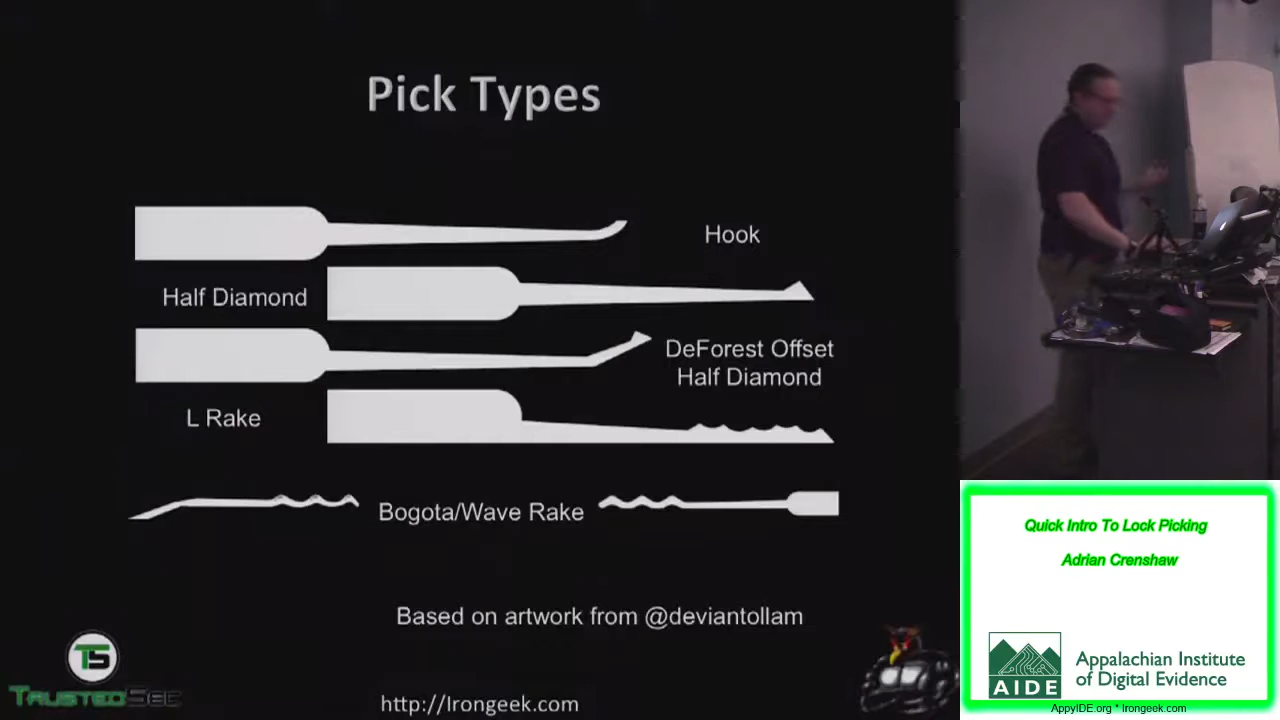 Pick Types
Hook
Half Diamond
DeForest Offset
Half Diamond
L Rake
Bogota/Wave Rake
Based on artwork from @deviantollam
TS
TRUSTEDSEC
http://Irongeek.com
Quick Intro To Lock Picking
Adrian Crenshaw
AIDE
Appalachian Institute
of Digital Evidence
AppyIDE.org * Irongeek.com